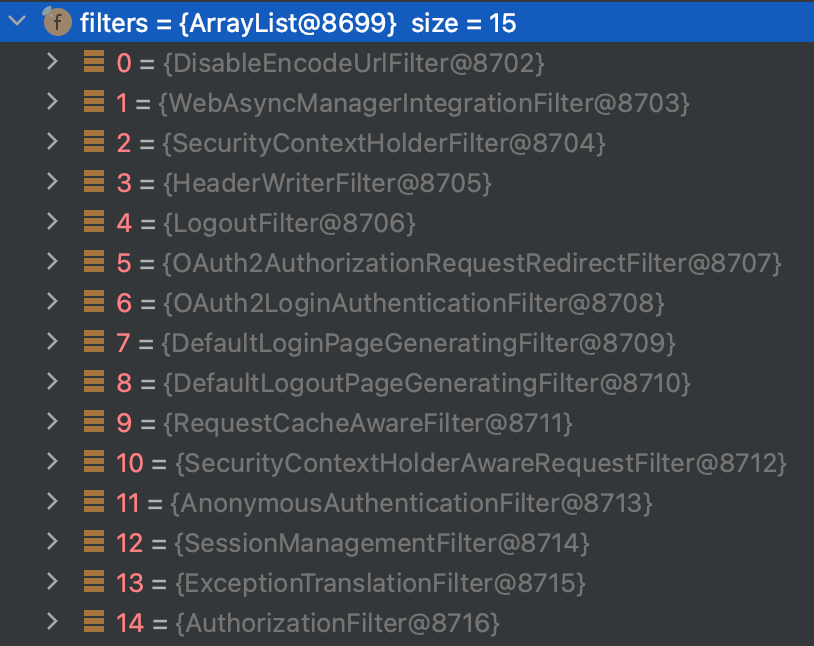 f filters = {ArrayList@8699} size = 15
0 = {DisableEncodeUrlFilter@8702}
1 = {WebAsyncManagerIntegrationFilter@8703}
2 = {SecurityContextHolderFilter@8704}
3 = {HeaderWriterFilter@8705}
4 = {LogoutFilter@8706}
5 = {OAuth2AuthorizationRequestRedirectFilter@8707}
6 = {OAuth2LoginAuthenticationFilter@8708}
7 = {DefaultLoginPageGeneratingFilter@8709}
8 = {DefaultLogoutPageGeneratingFilter@8710}
9 = {RequestCacheAwareFilter@8711}
10 = {SecurityContextHolderAwareRequestFilter@8712}
11 = {AnonymousAuthenticationFilter@8713}
12 = {SessionManagementFilter@8714}
13 = {ExceptionTranslationFilter@8715}
14 = {AuthorizationFilter@8716}